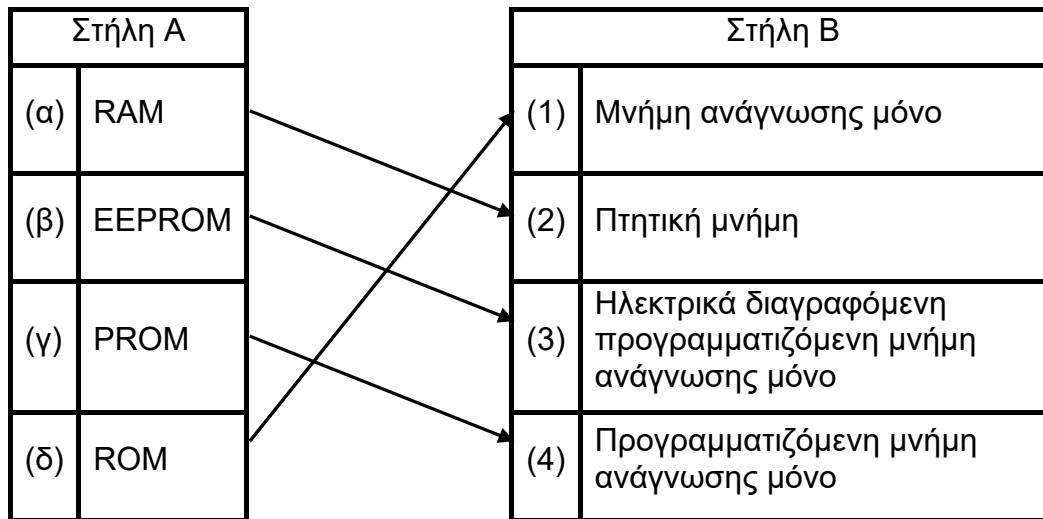 Στήλη Α Στήλη Β
(α) RAM (1) Μνήμη ανάγνωσης μόνο
(β) EEPROM (2) Πτητική μνήμη
(γ) PROM (3) Ηλεκτρικά διαγραφόμενη
προγραμματιζόμενη μνήμη
ανάγνωσης μόνο
(δ) ROM (4) Προγραμματιζόμενη μνήμη
ανάγνωσης μόνο